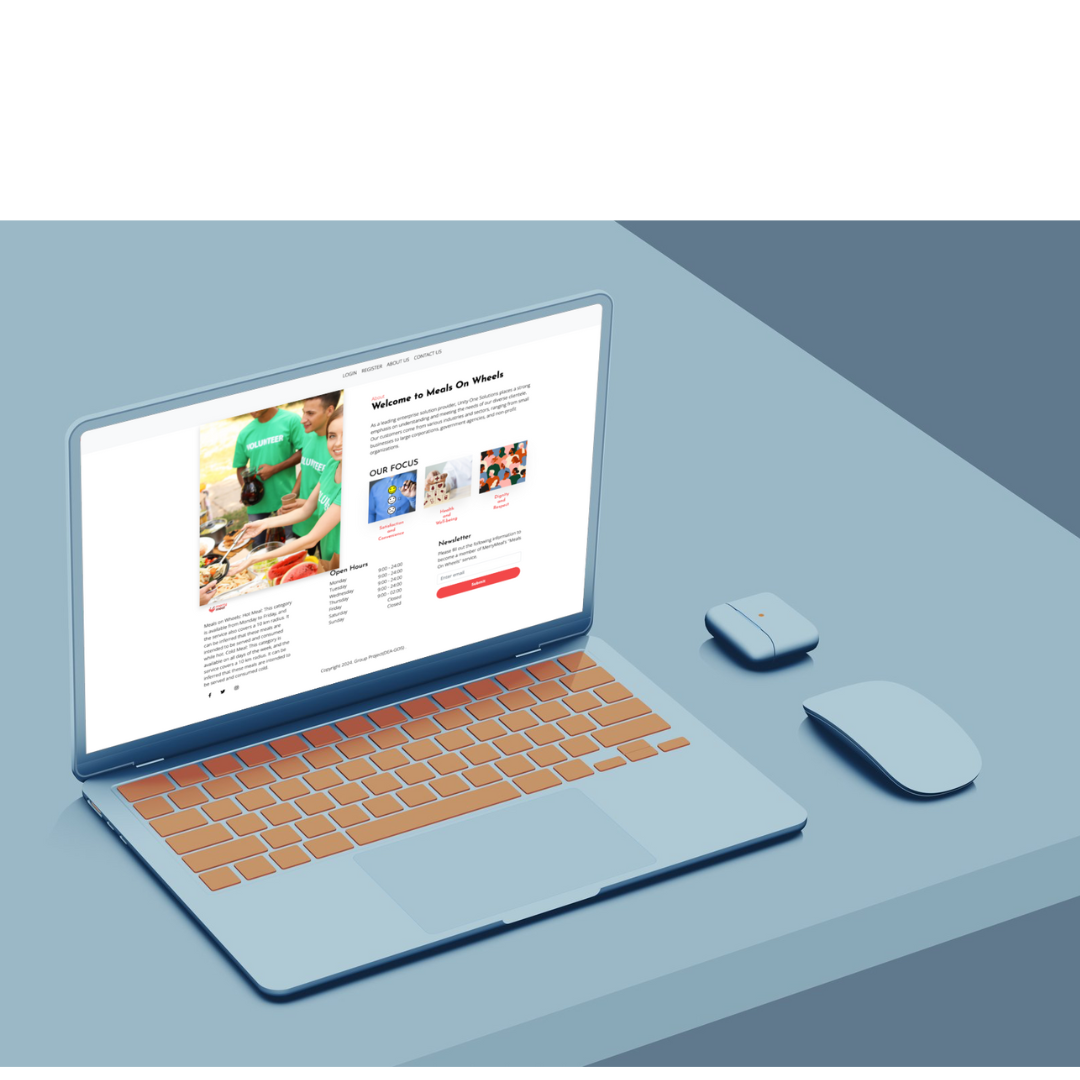 LOGIN REGISTER ABOUT US CONTACT US
About
Welcome to Meals On Wheels
As a leading enterprise solution provider, Unity One Solutions places a strong
emphasis on understanding and meeting the needs of our diverse clientele.
Our customers come from various industries and sectors, ranging from small
businesses to large corporations, government agencies, and non-profit
organizations.
VOLUNTEER
OUR FOCUS
Satisfaction
and
Convenience
Health
and
Well-being
Dignity
and
Respect
Meals on Wheels: Hot Meal: This category
is available from Monday to Friday, and
the service also covers a 10 km radius. It
can be inferred that these meals are
intended to be served and consumed
while hot. Cold Meal: This category is
available on all days of the week, and the
service covers a 10 km radius. It can be
inferred that these meals are intended to
be served and consumed cold.
Open Hours
Monday 9:00 - 24:00
Tuesday 9:00 - 24:00
Wednesday 9:00 - 24:00
Thursday 9:00 - 24:00
Friday 9:00 - 02:00
Saturday Closed
Sunday Closed
Newsletter
Please fill out the following information to
become a member of MerryMeal's "Meals
On Wheels" service.
Enter email
Submit
Copyright 2024. Group Project